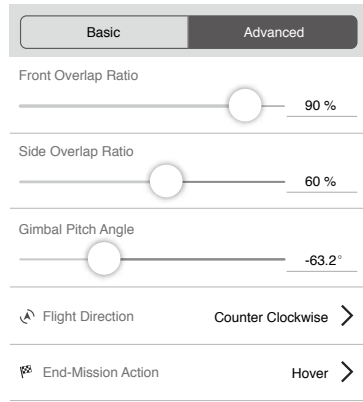 Basic Advanced
Front Overlap Ratio
90 %
Side Overlap Ratio
60 %
Gimbal Pitch Angle
-63.2°
Flight Direction Counter Clockwise
End-Mission Action Hover